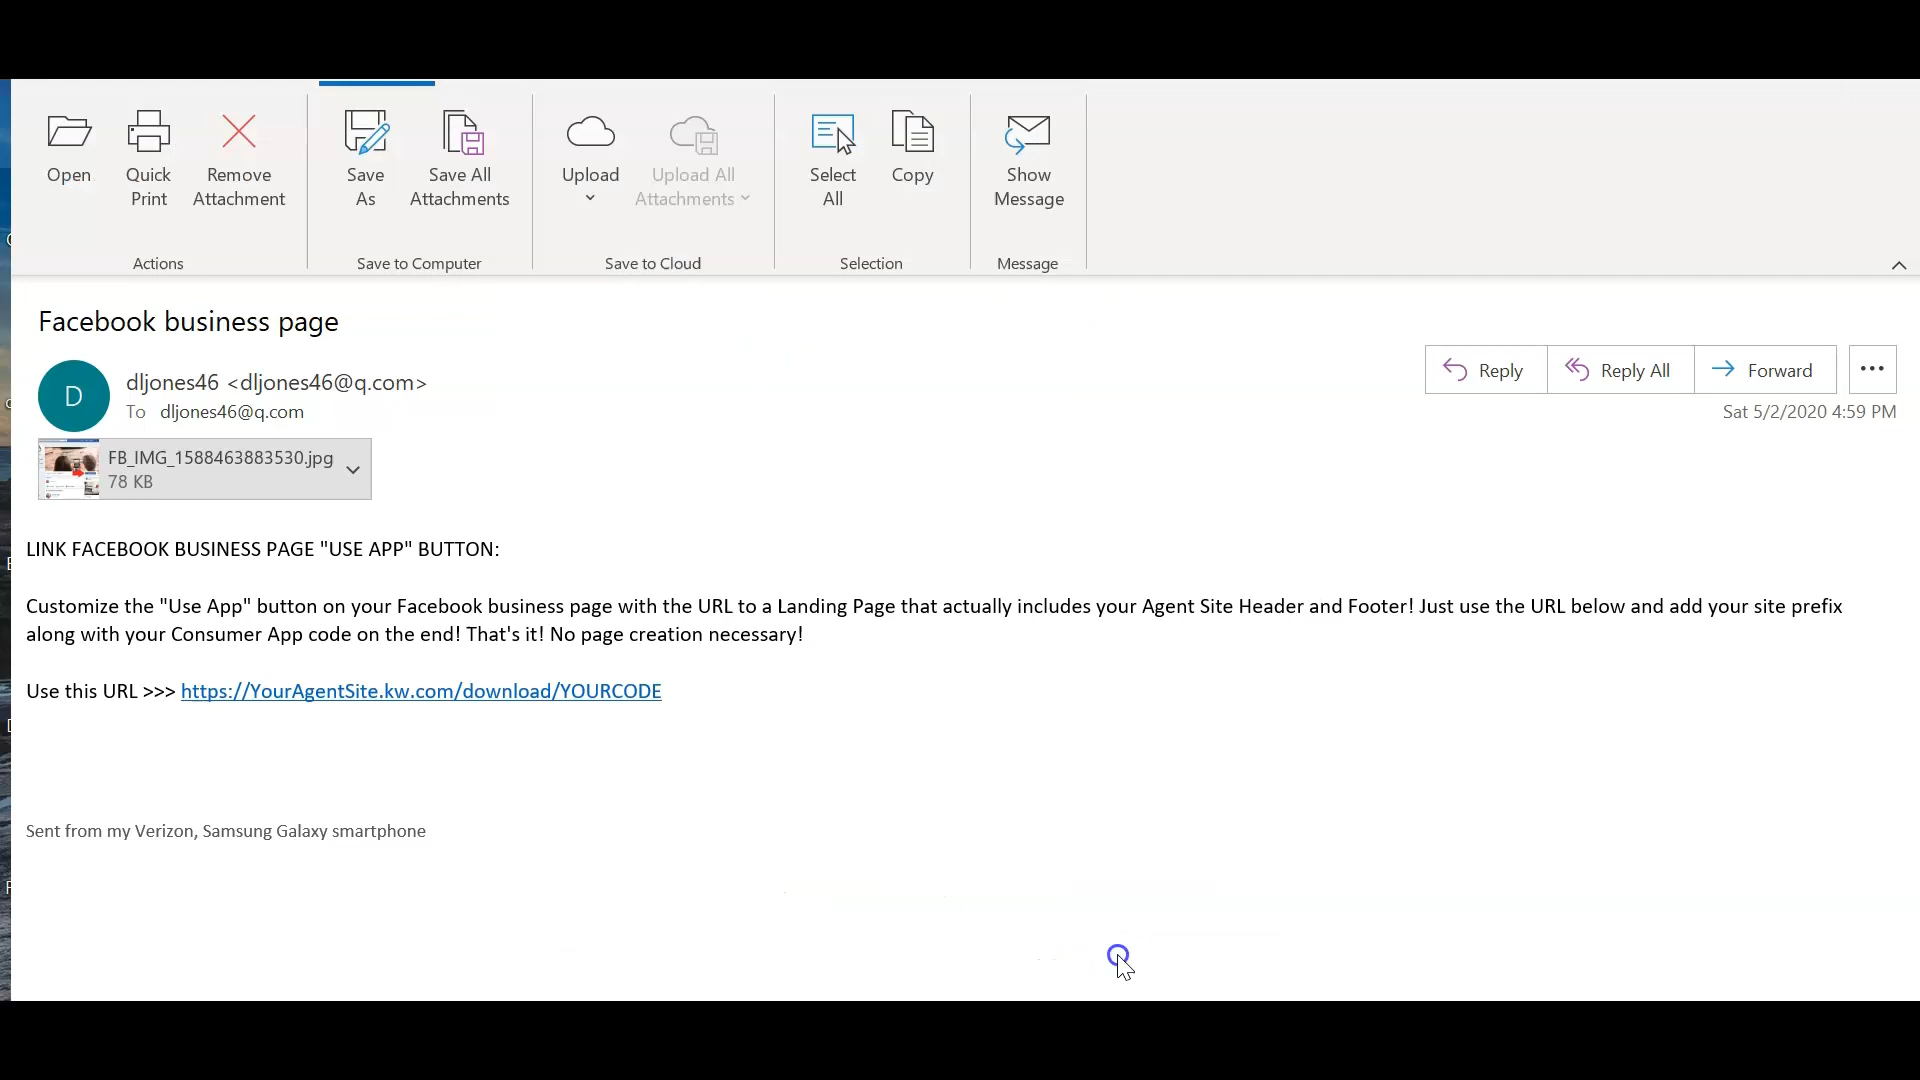 Open
Quick Print
Remove Attachment
Save As
Save All Attachments
Upload
Upload All Attachments
Select All
Copy
Show Message
Actions
Save to Computer
Save to Cloud
Selection
Message
Facebook business page
D
dljones46 <dljones46@q.com>
To dljones46@q.com
Reply
Reply All
Forward
Sat 5/2/2020 4:59 PM
FB_IMG_1588463883530.jpg
78 KB
LINK FACEBOOK BUSINESS PAGE "USE APP" BUTTON:
Customize the "Use App" button on your Facebook business page with the URL to a Landing Page that actually includes your Agent Site Header and Footer! Just use the URL below and add your site prefix
along with your Consumer App code on the end! That's it! No page creation necessary!
Use this URL >>> https://YourAgentSite.kw.com/download/YOURCODE
Sent from my Verizon, Samsung Galaxy smartphone